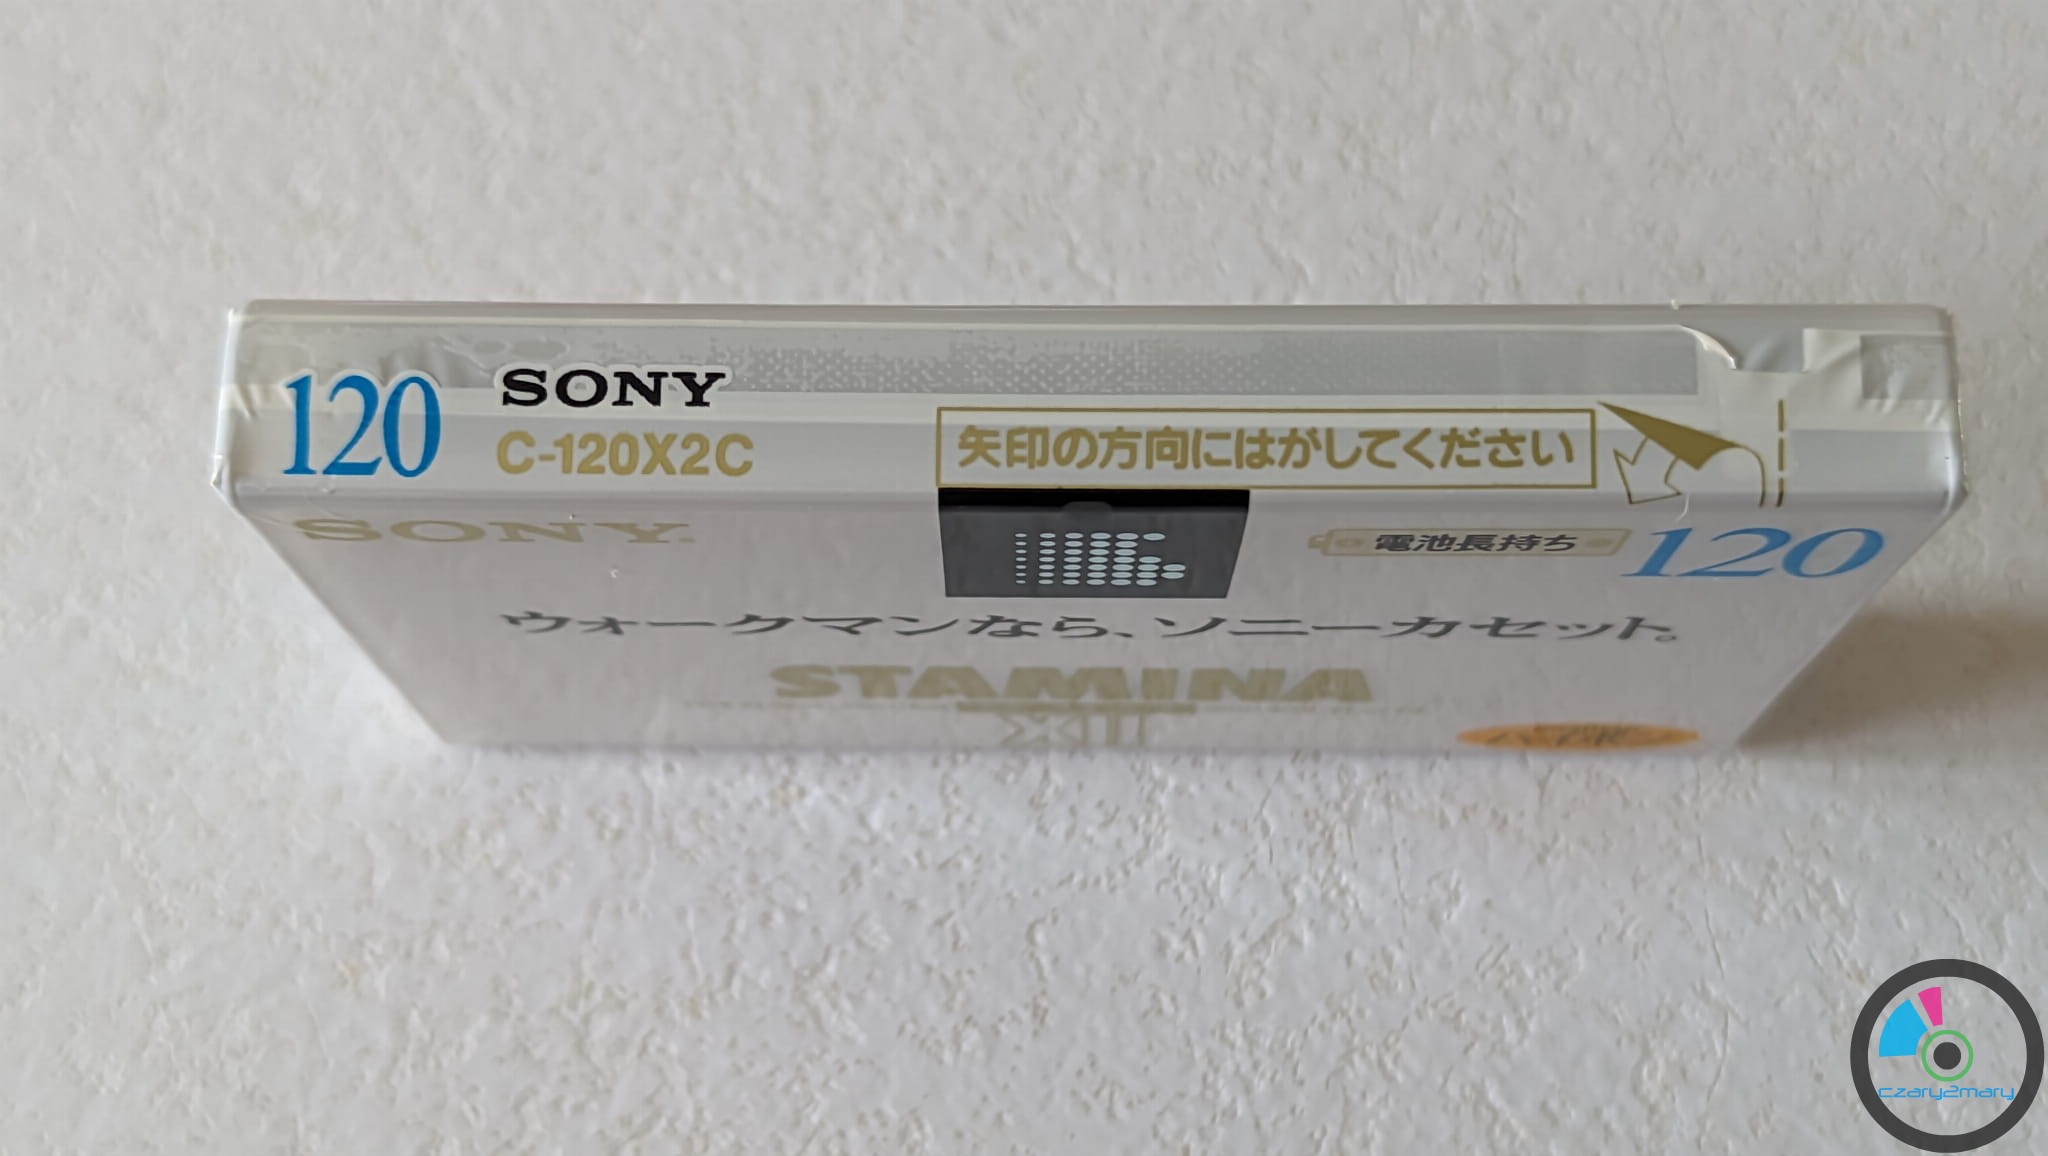 120
SONY
C-120X2C
矢印の方向にはがしてください
SONY
電池長持ち
120
ウォークマンなら、ソニーカセット。
STAMINA
XII
czary2mary